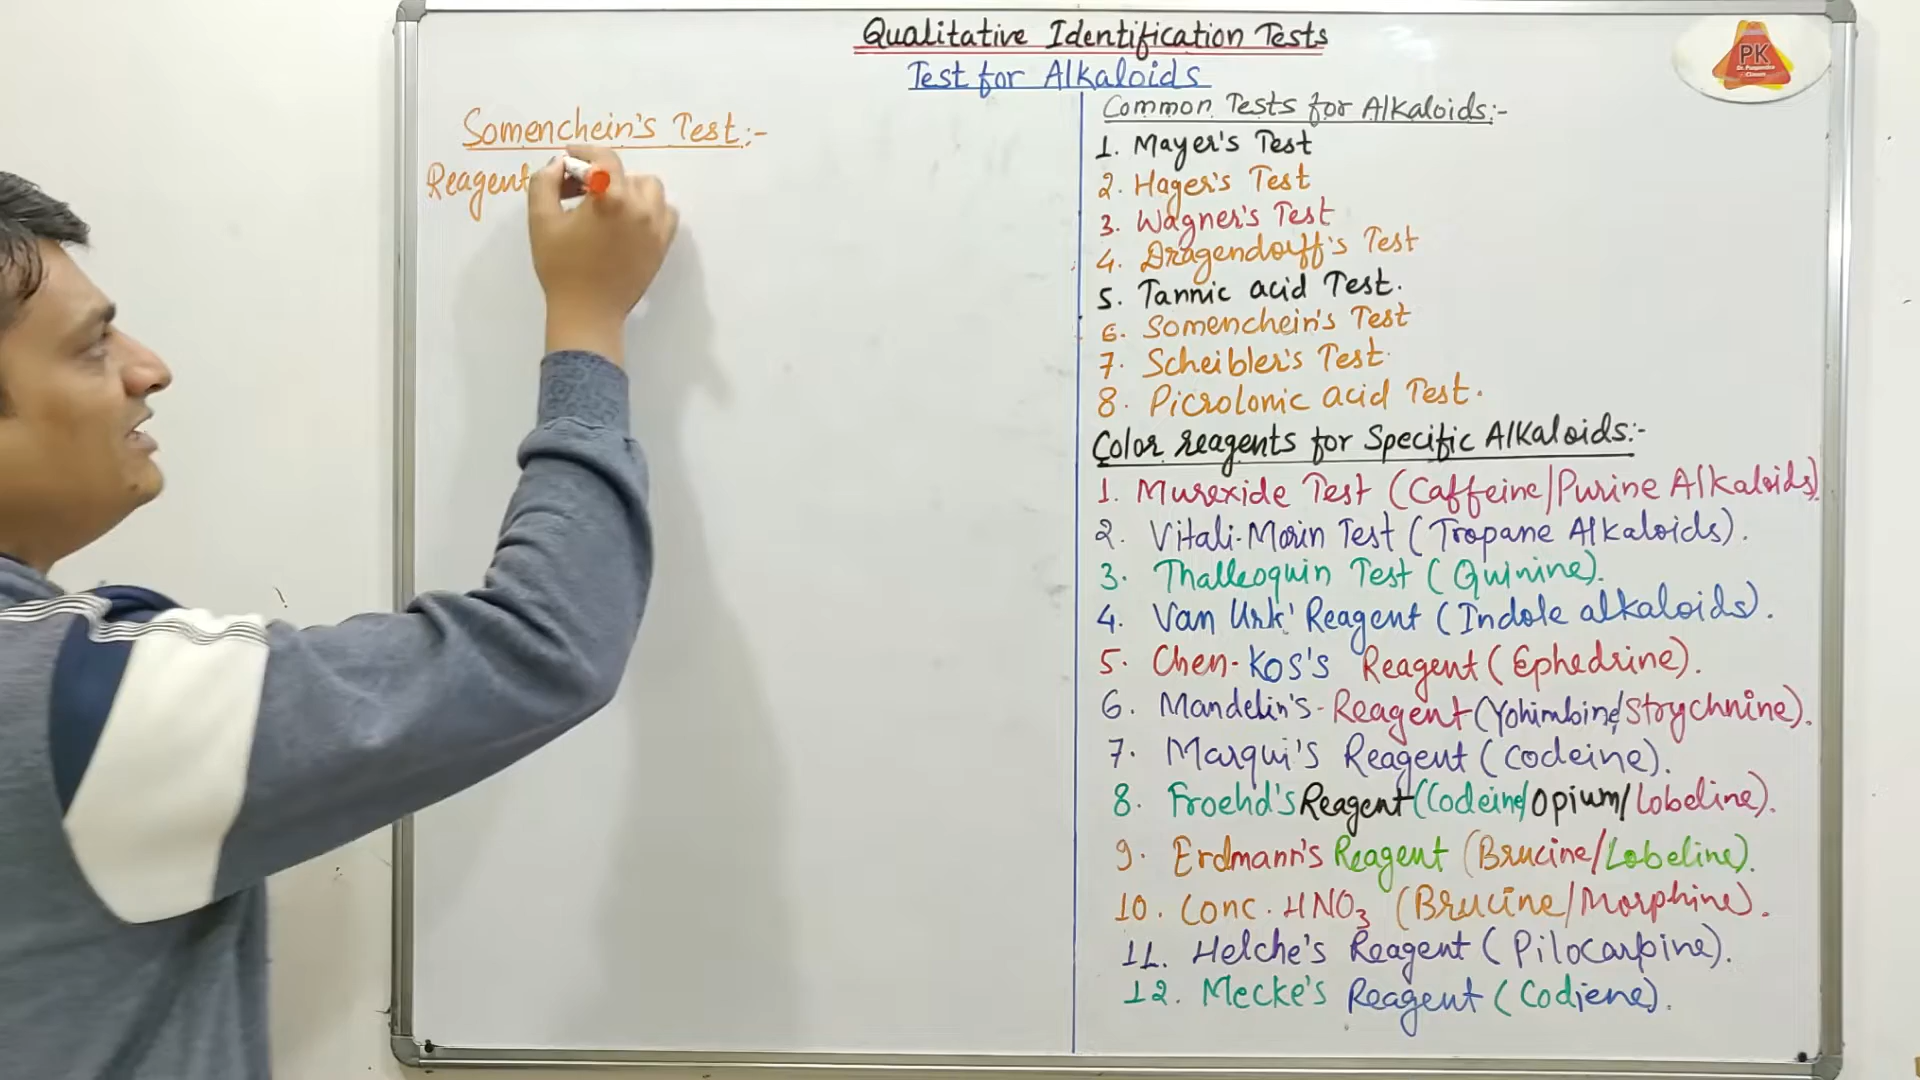 Qualitative Identification Tests
Test for Alkaloids
PK
Somenchein's Test:-
Reagent
Common Tests for Alkaloids:-
1. Mayer's Test
2. Hager's Test
3. Wagner's Test
4. Dragendorff's Test
5. Tannic acid Test.
6. Somenchein's Test
7. Scheibler's Test.
8. Picrolonic acid Test.
Color reagents for Specific Alkaloids:-
1. Murexide Test (Caffeine/Purine Alkaloids)
2. Vitali-Morin Test (Tropane Alkaloids).
3. Thalleoquin Test (Quinine).
4. Van Urk' Reagent (Indole alkaloids).
5. Chen-Kos's Reagent (Ephedrine).
6. Mandelin's-Reagent (Yohimbine/Strychnine).
7. Marqui's Reagent (Codeine).
8. Froehd's Reagent (Codeine/Opium/Lobeline).
9. Erdmann's Reagent (Brucine/Lobeline).
10. Conc. HNO3 (Brucine/Morphine).
11. Helche's Reagent (Pilocarpine).
12. Mecke's Reagent (Codiene).